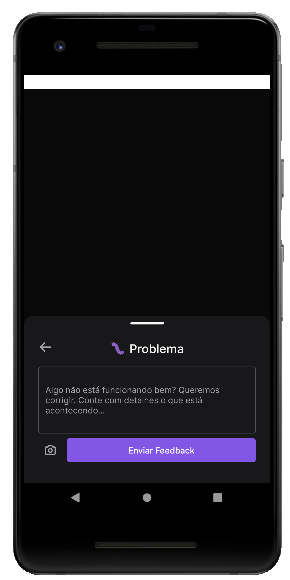 Problema
Algo não está funcionando bem? Queremos
corrigir. Conte com detalhes o que está
acontecendo...
Enviar Feedback